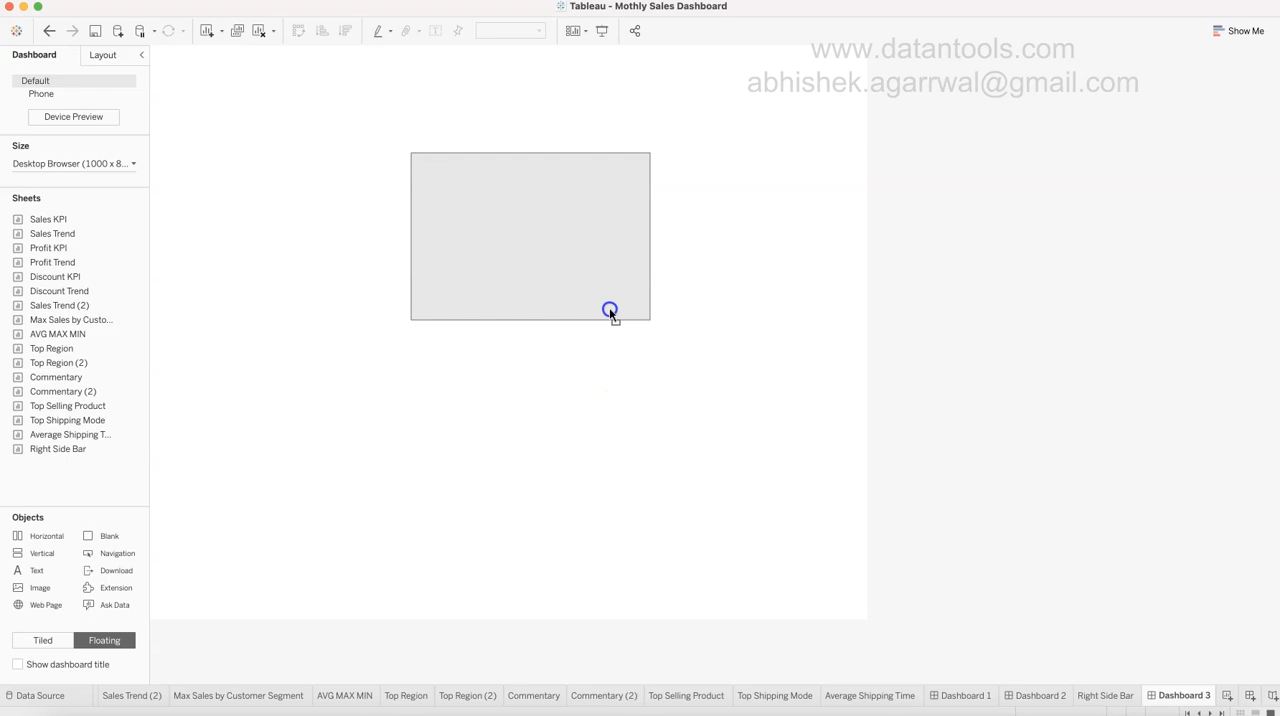 Tableau - Mothly Sales Dashboard
Show Me
www.datantools.com
abhishek.agarrwal@gmail.com
Dashboard
Layout
Default
Phone
Device Preview
Size
Desktop Browser (1000 x 8...
Sheets
Sales KPI
Sales Trend
Profit KPI
Profit Trend
Discount KPI
Discount Trend
Sales Trend (2)
Max Sales by Custo...
AVG MAX MIN
Top Region
Top Region (2)
Commentary
Commentary (2)
Top Selling Product
Top Shipping Mode
Average Shipping T...
Right Side Bar
Objects
Horizontal Blank
Vertical Navigation
Text Download
Image Extension
Web Page Ask Data
Tiled Floating
Show dashboard title
Data Source Sales Trend (2) Max Sales by Customer Segment AVG MAX MIN Top Region Top Region (2) Commentary Commentary (2) Top Selling Product Top Shipping Mode Average Shipping Time Dashboard 1 Dashboard 2 Right Side Bar Dashboard 3